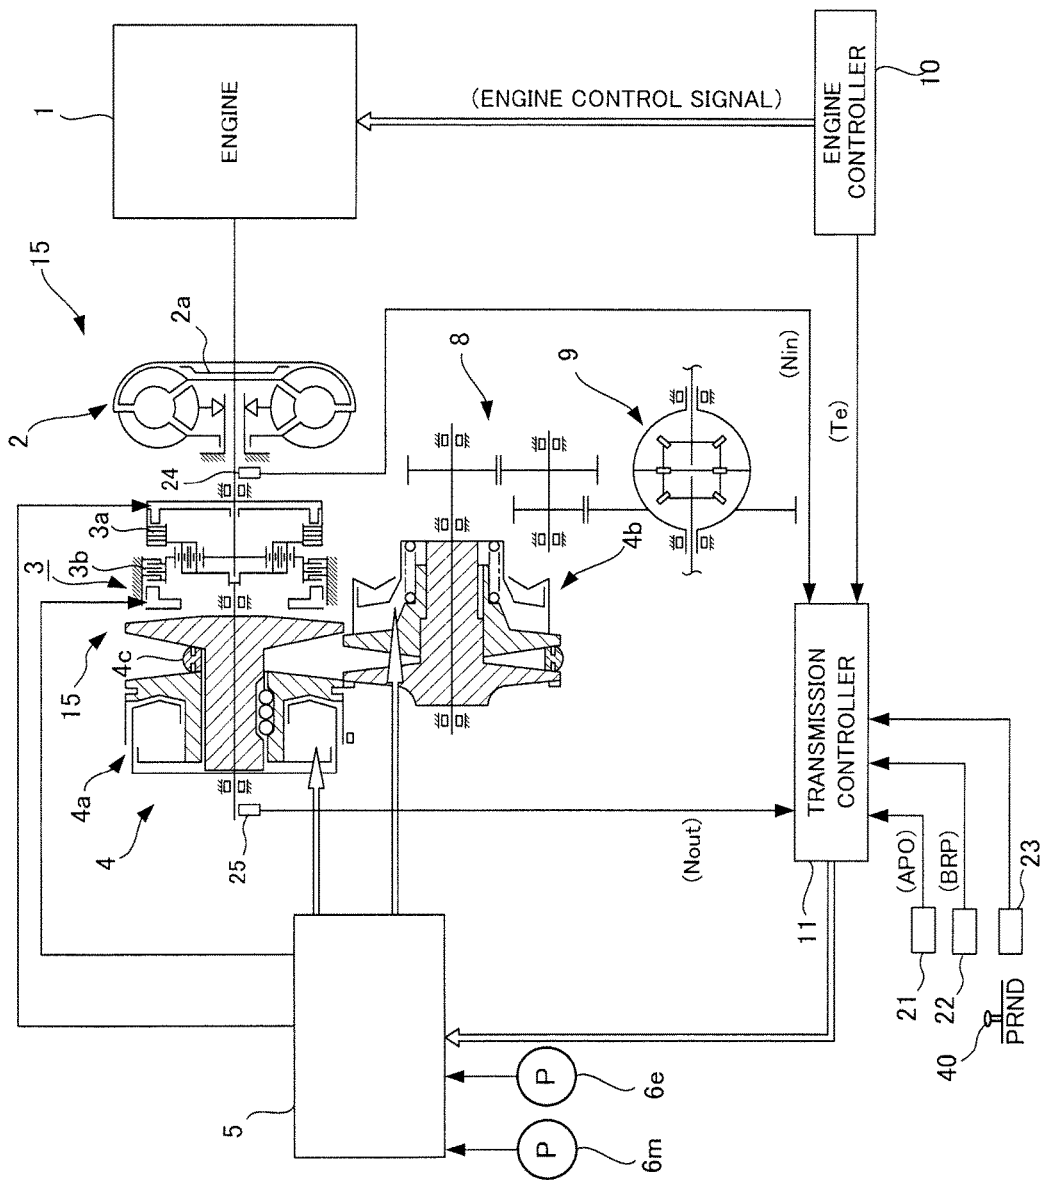 1
ENGINE
(ENGINE CONTROL SIGNAL)
ENGINE
CONTROLLER
10
15
2
2a
24
(Nin)
(Te)
8
9
3
3a
3b
4b
15
4c
4a
4
25
(Nout)
TRANSMISSION
CONTROLLER
11
(APO)
(BRP)
21
22
23
40
PRND
5
P
6e
P
6m